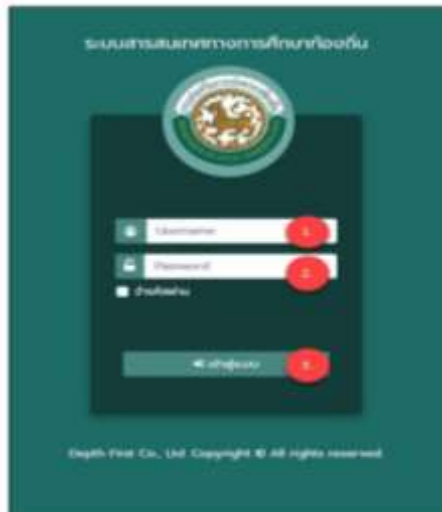 ระบบสารสนเทศทางการศึกษาท้องถิ่น
Username 1
Password 2
จำรหัสผ่าน
เข้าสู่ระบบ 3
Depth First Co., Ltd. Copyright © All rights reserved.